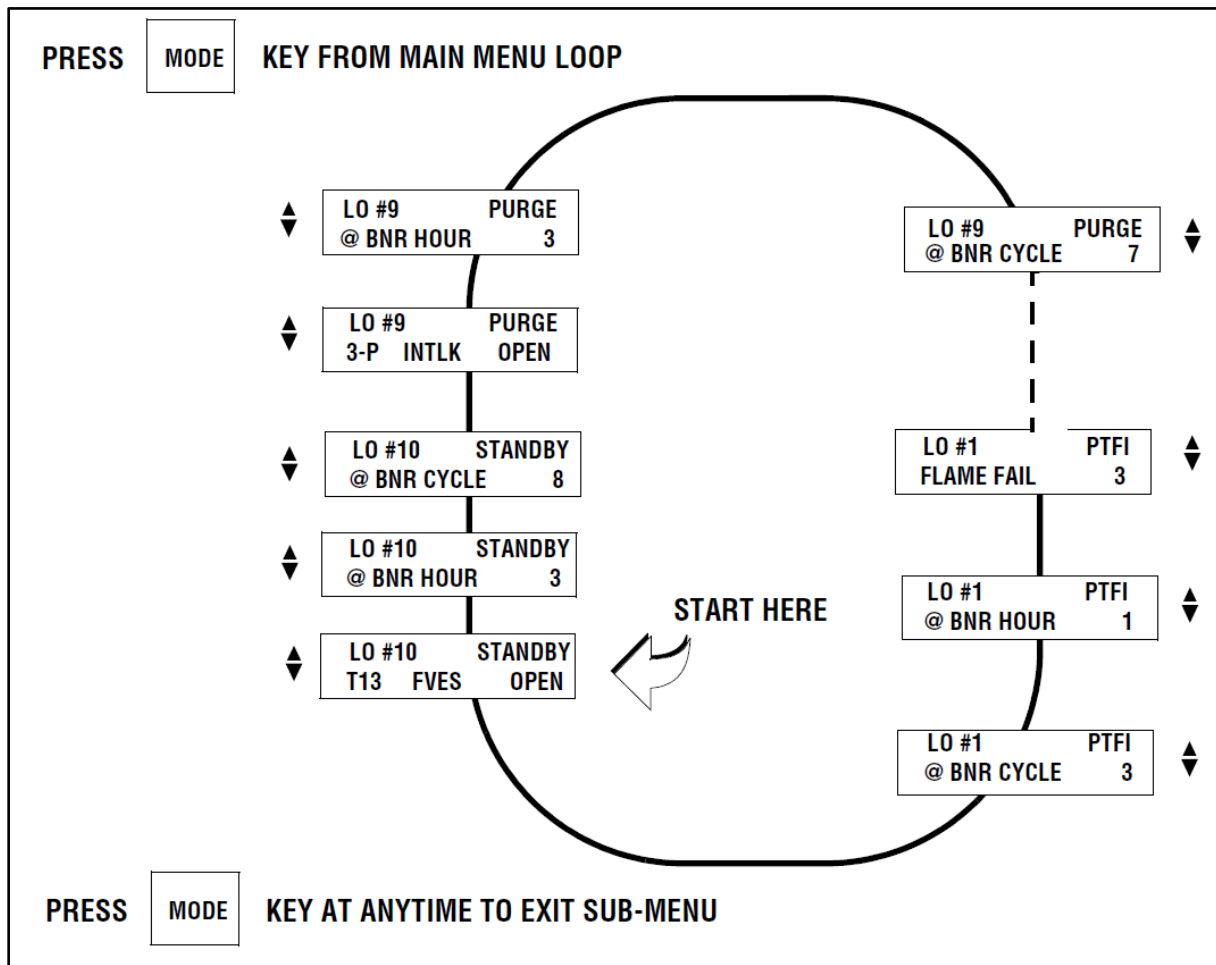 PRESS MODE KEY FROM MAIN MENU LOOP
LO #9 PURGE
@ BNR HOUR 3
LO #9 PURGE
3-P INTLK OPEN
LO #10 STANDBY
@ BNR CYCLE 8
LO #10 STANDBY
@ BNR HOUR 3
LO #10 STANDBY
T13 FVES OPEN
START HERE
LO #9 PURGE
@ BNR CYCLE 7
LO #1 PTFI
FLAME FAIL 3
LO #1 PTFI
@ BNR HOUR 1
LO #1 PTFI
@ BNR CYCLE 3
PRESS MODE KEY AT ANYTIME TO EXIT SUB-MENU